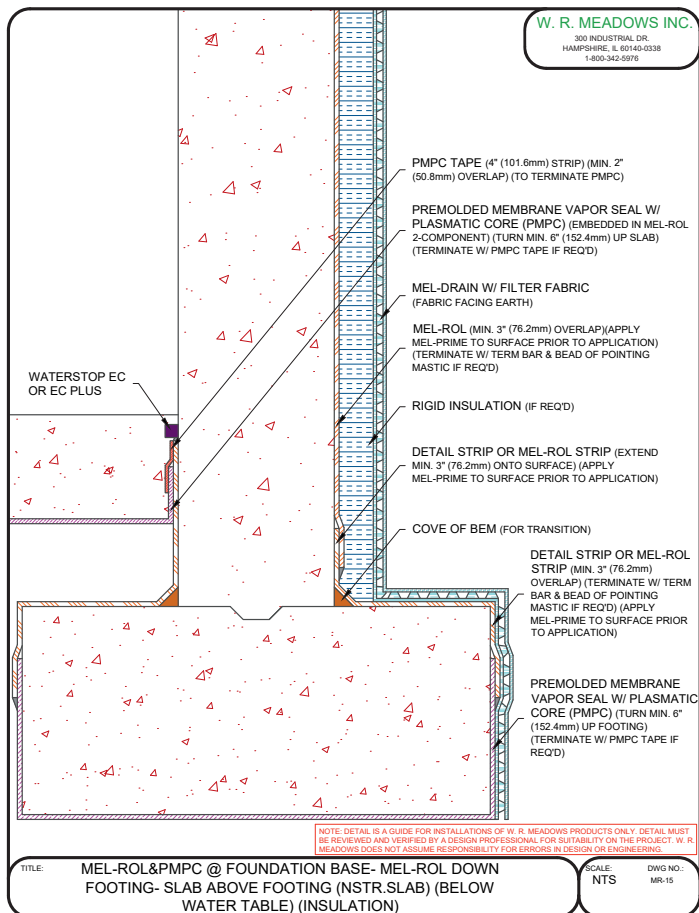 W. R. MEADOWS INC.
300 INDUSTRIAL DR.
HAMPSHIRE, IL 60140-0338
1-800-342-5976
PMPC TAPE (4" (101.6mm) STRIP) (MIN. 2"
(50.8mm) OVERLAP) (TO TERMINATE PMPC)
PREMOLDED MEMBRANE VAPOR SEAL W/
PLASMATIC CORE (PMPC) (EMBEDDED IN MEL-ROL
2-COMPONENT) (TURN MIN. 6" (152.4mm) UP SLAB)
(TERMINATE W/ PMPC TAPE IF REQ'D)
MEL-DRAIN W/ FILTER FABRIC
(FABRIC FACING EARTH)
MEL-ROL (MIN. 3" (76.2mm) OVERLAP)(APPLY
MEL-PRIME TO SURFACE PRIOR TO APPLICATION)
(TERMINATE W/ TERM BAR & BEAD OF POINTING
MASTIC IF REQ'D)
WATERSTOP EC
OR EC PLUS
RIGID INSULATION (IF REQ'D)
DETAIL STRIP OR MEL-ROL STRIP (EXTEND
MIN. 3" (76.2mm) ONTO SURFACE) (APPLY
MEL-PRIME TO SURFACE PRIOR TO APPLICATION)
COVE OF BEM (FOR TRANSITION)
DETAIL STRIP OR MEL-ROL
STRIP (MIN. 3" (76.2mm)
OVERLAP) (TERMINATE W/ TERM
BAR & BEAD OF POINTING
MASTIC IF REQ'D) (APPLY
MEL-PRIME TO SURFACE PRIOR
TO APPLICATION)
PREMOLDED MEMBRANE
VAPOR SEAL W/ PLASMATIC
CORE (PMPC) (TURN MIN. 6"
(152.4mm) UP FOOTING)
(TERMINATE W/ PMPC TAPE IF
REQ'D)
NOTE: DETAIL IS A GUIDE FOR INSTALLATIONS OF W. R. MEADOWS PRODUCTS ONLY. DETAIL MUST
BE REVIEWED AND VERIFIED BY A DESIGN PROFESSIONAL FOR SUITABILITY ON THE PROJECT. W. R.
MEADOWS DOES NOT ASSUME RESPONSIBILITY FOR ERRORS IN DESIGN OR ENGINEERING.
TITLE:
MEL-ROL&PMPC @ FOUNDATION BASE- MEL-ROL DOWN
FOOTING- SLAB ABOVE FOOTING (NSTR.SLAB) (BELOW
WATER TABLE) (INSULATION)
SCALE:
NTS
DWG NO.:
MR-15